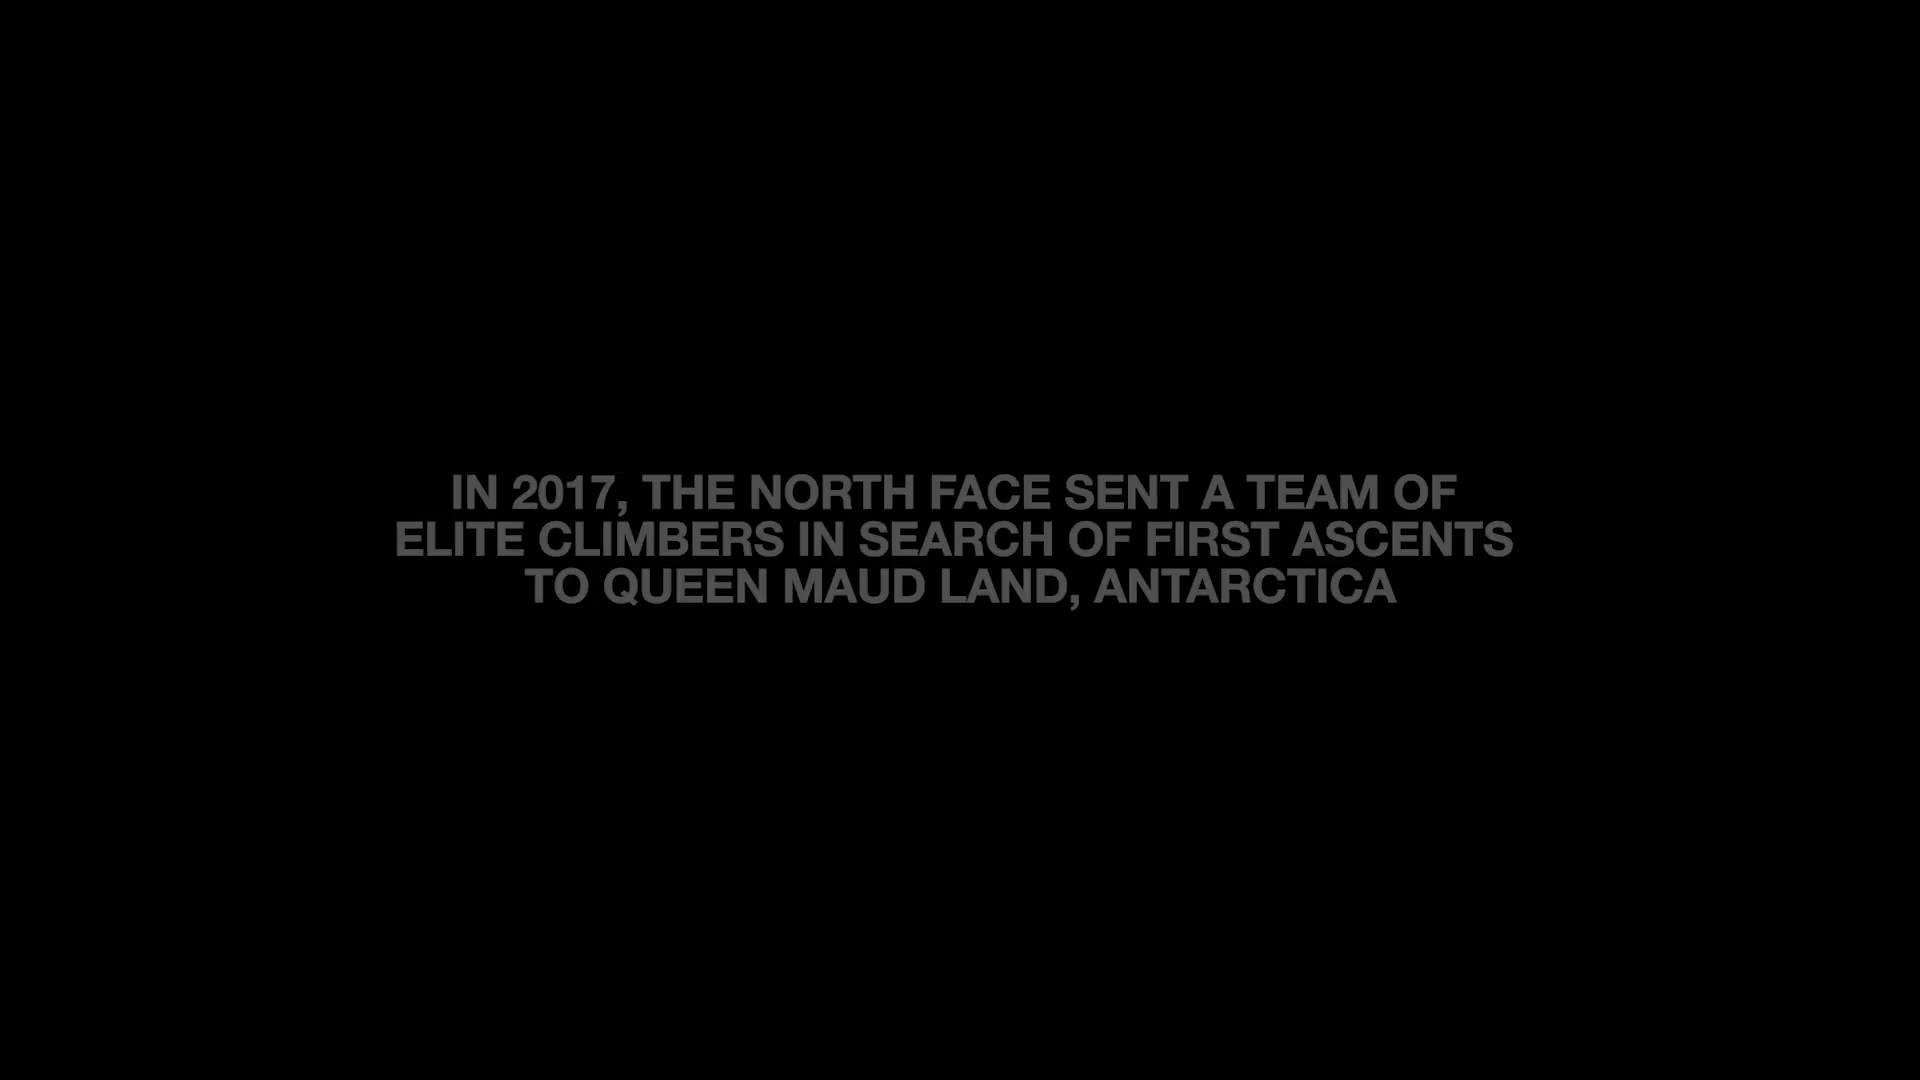 IN 2017, THE NORTH FACE SENT A TEAM OF
ELITE CLIMBERS IN SEARCH OF FIRST ASCENTS
TO QUEEN MAUD LAND, ANTARCTICA